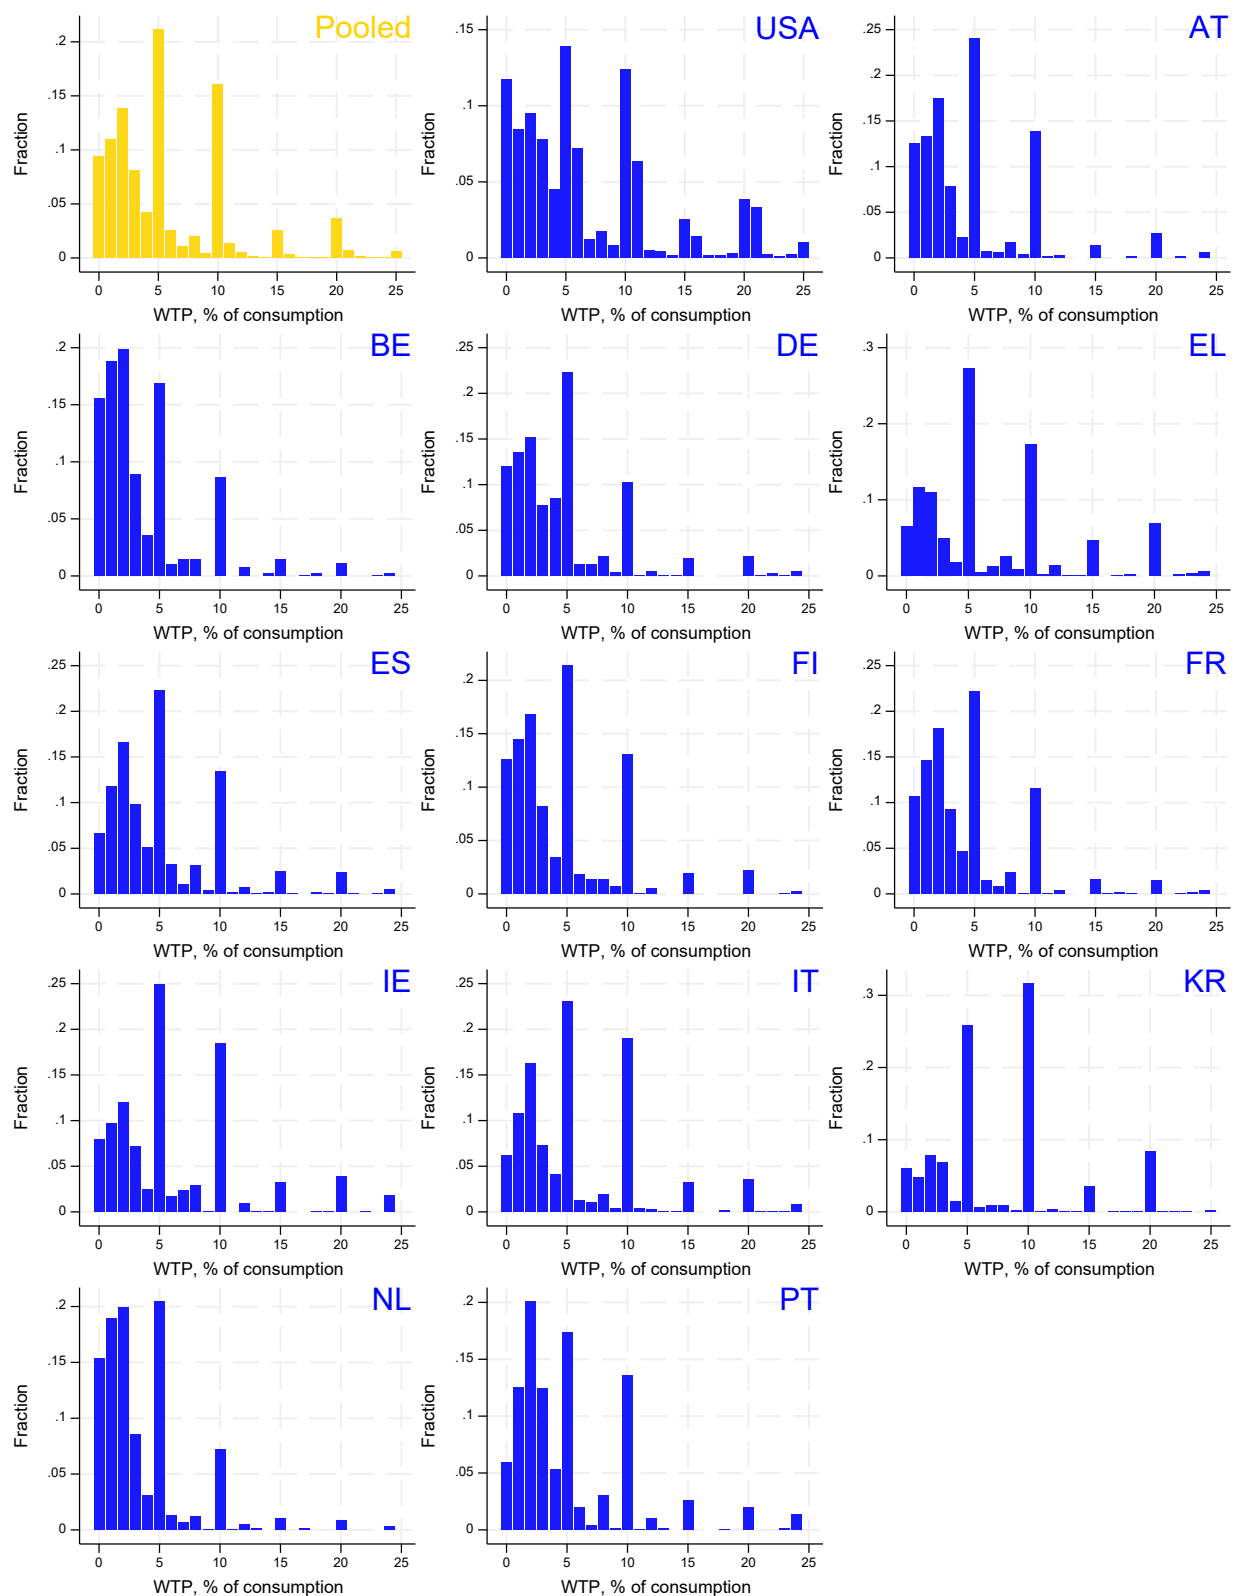 Pooled
Fraction
.2
.15
.1
.05
0
0 5 10 15 20 25
WTP, % of consumption
USA
Fraction
.15
.1
.05
0
0 5 10 15 20 25
WTP, % of consumption
AT
Fraction
.25
.2
.15
.1
.05
0
0 5 10 15 20 25
WTP, % of consumption
BE
Fraction
.2
.15
.1
.05
0
0 5 10 15 20 25
WTP, % of consumption
DE
Fraction
.25
.2
.15
.1
.05
0
0 5 10 15 20 25
WTP, % of consumption
EL
Fraction
.3
.2
.1
0
0 5 10 15 20 25
WTP, % of consumption
ES
Fraction
.25
.2
.15
.1
.05
0
0 5 10 15 20 25
WTP, % of consumption
FI
Fraction
.2
.15
.1
.05
0
0 5 10 15 20 25
WTP, % of consumption
FR
Fraction
.25
.2
.15
.1
.05
0
0 5 10 15 20 25
WTP, % of consumption
IE
Fraction
.25
.2
.15
.1
.05
0
0 5 10 15 20 25
WTP, % of consumption
IT
Fraction
.25
.2
.15
.1
.05
0
0 5 10 15 20 25
WTP, % of consumption
KR
Fraction
.3
.2
.1
0
0 5 10 15 20 25
WTP, % of consumption
NL
Fraction
.2
.15
.1
.05
0
0 5 10 15 20 25
WTP, % of consumption
PT
Fraction
.2
.15
.1
.05
0
0 5 10 15 20 25
WTP, % of consumption